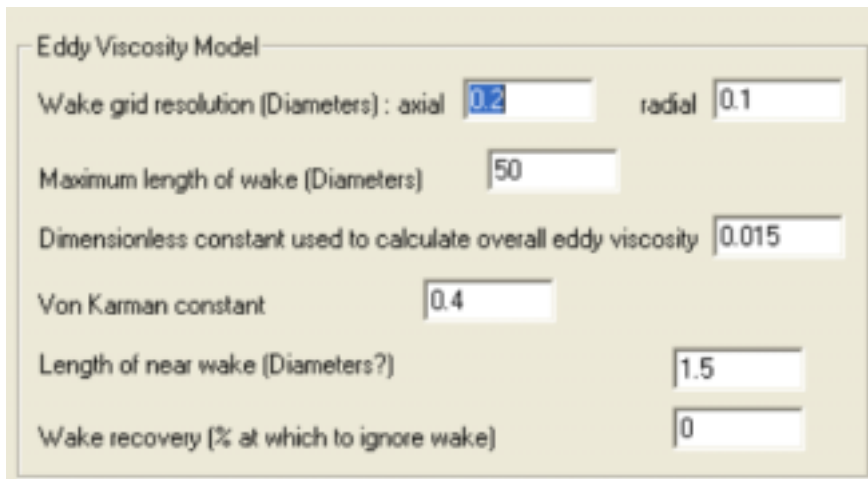 Eddy Viscosity Model
Wake grid resolution (Diameters) : axial 0.2 radial 0.1
Maximum length of wake (Diameters) 50
Dimensionless constant used to calculate overall eddy viscosity 0.015
Von Karman constant 0.4
Length of near wake (Diameters?) 1.5
Wake recovery (% at which to ignore wake) 0